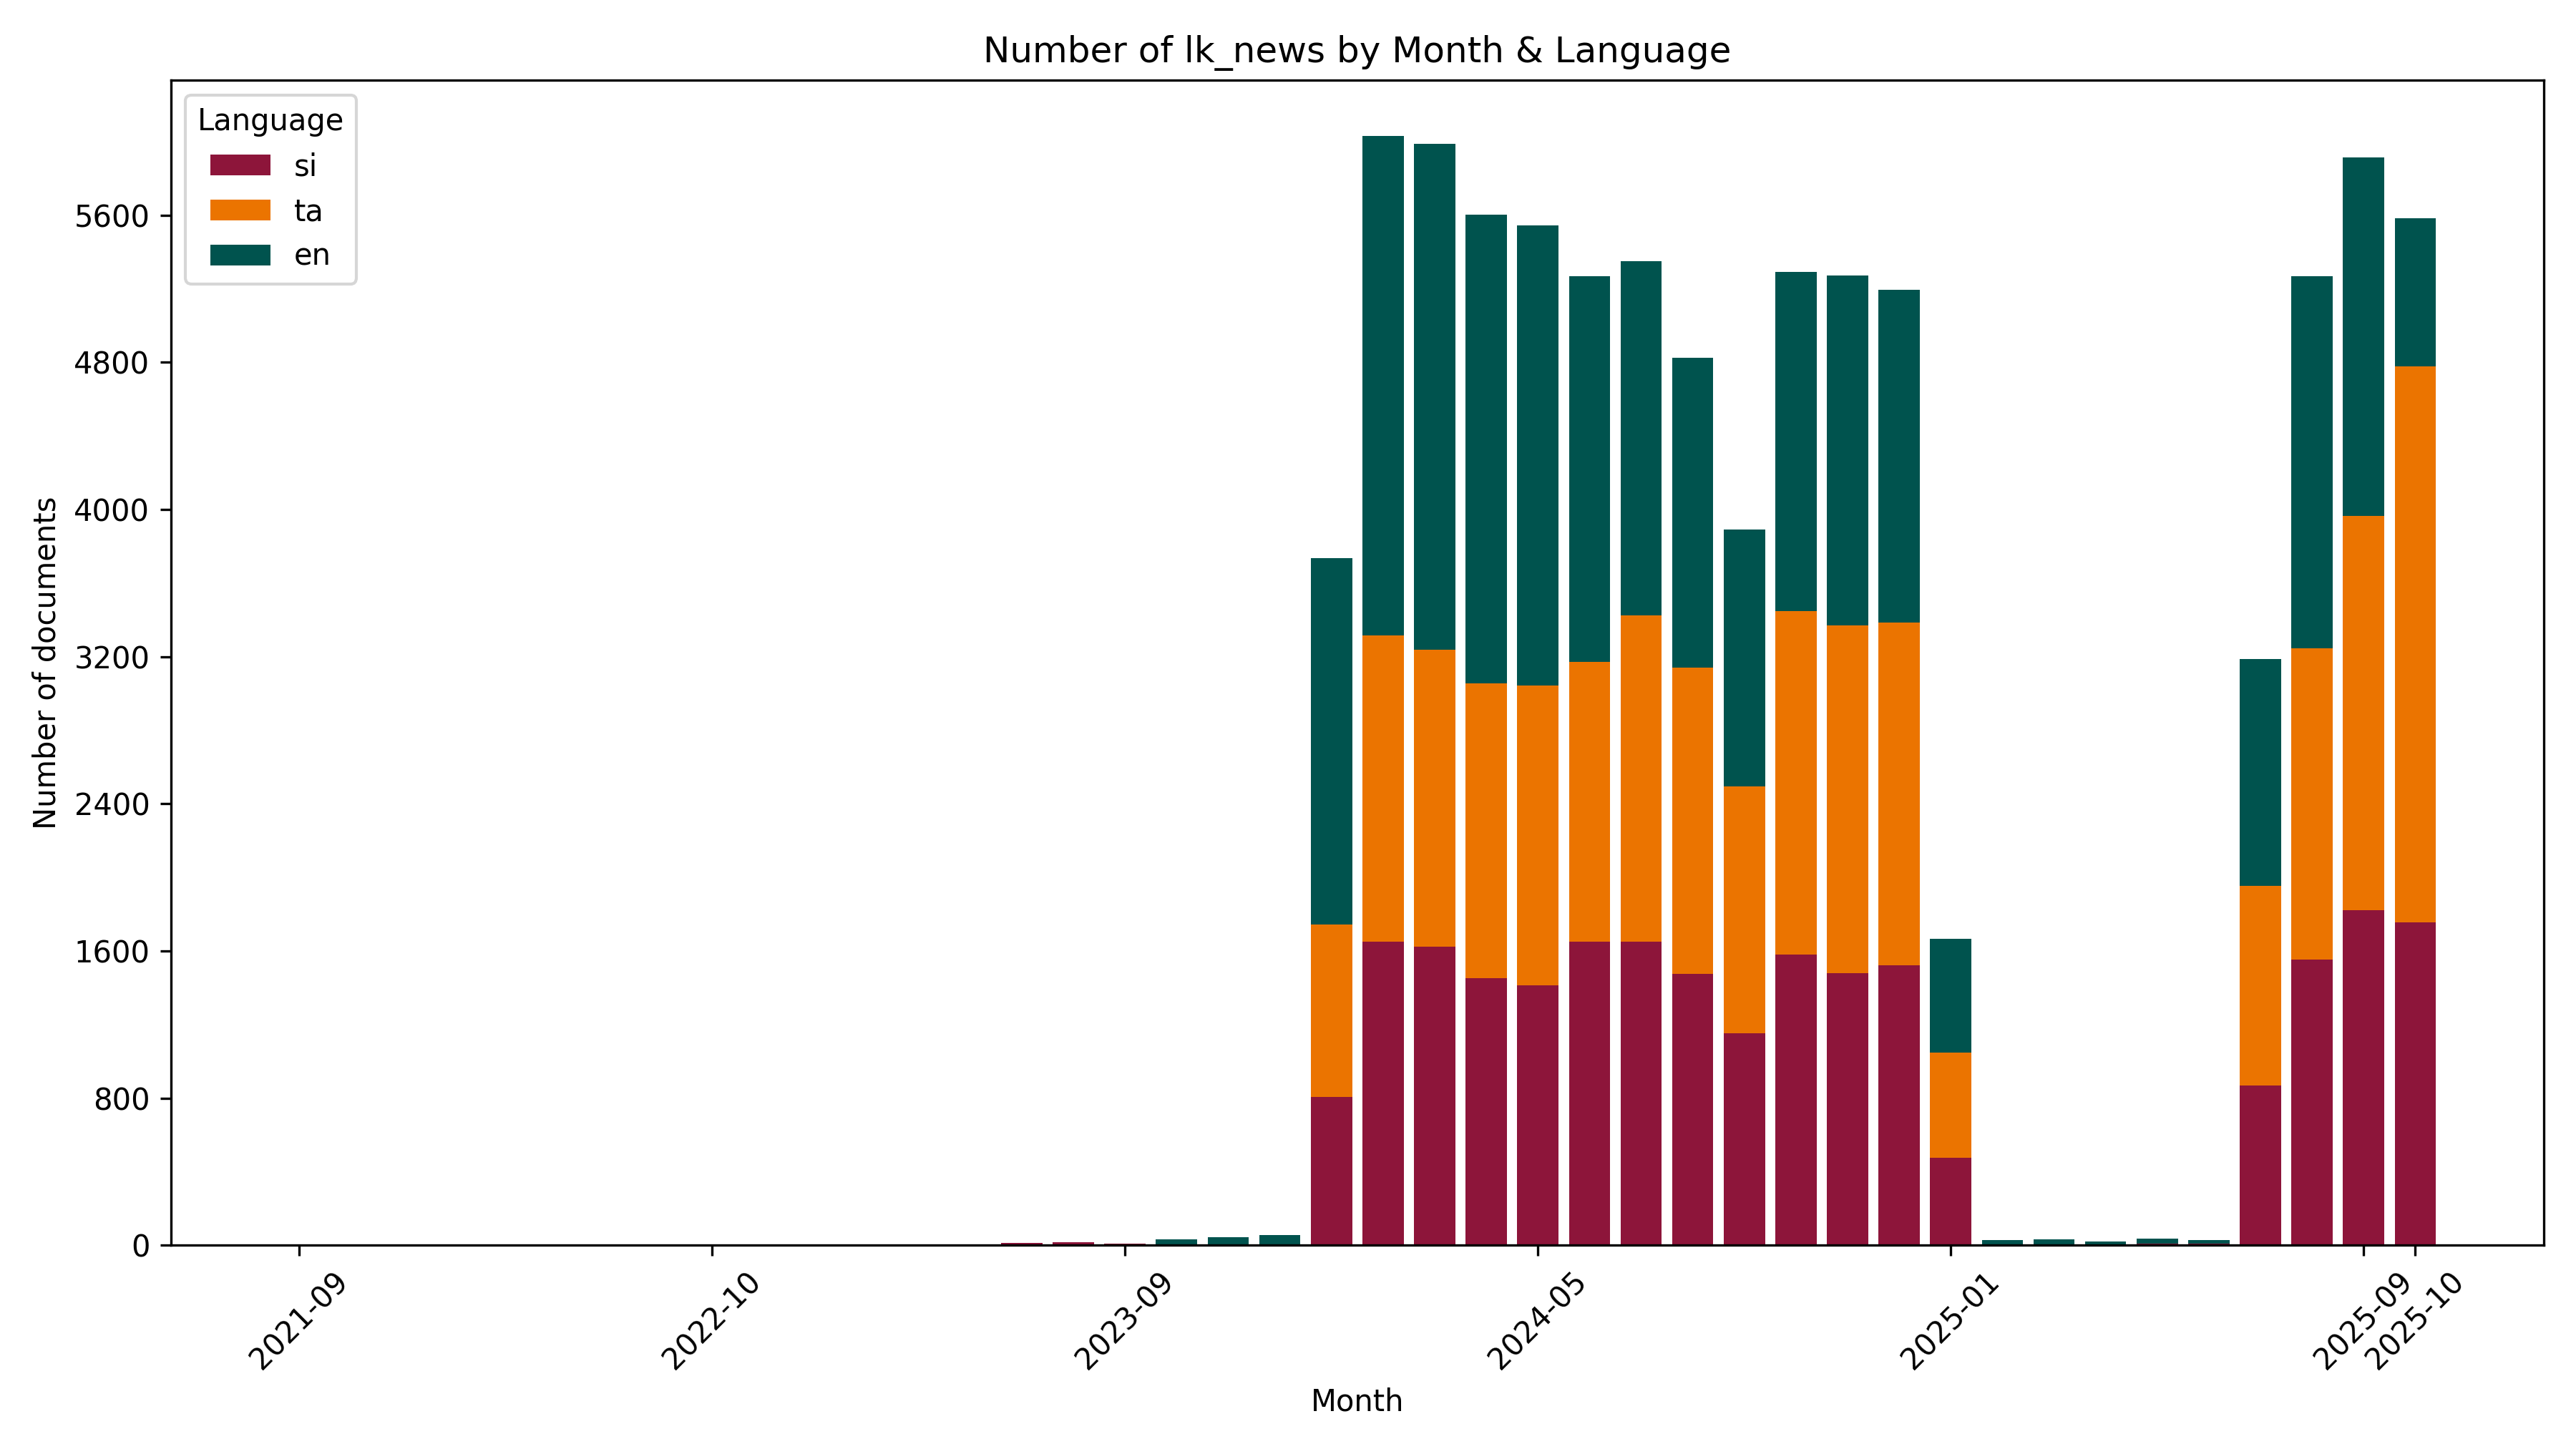 Number of lk_news by Month & Language
Language
si
ta
en
Number of documents
5600
4800
4000
3200
2400
1600
800
0
2021-09
2022-10
2023-09
2024-05
2025-01
2025-09
2025-10
Month